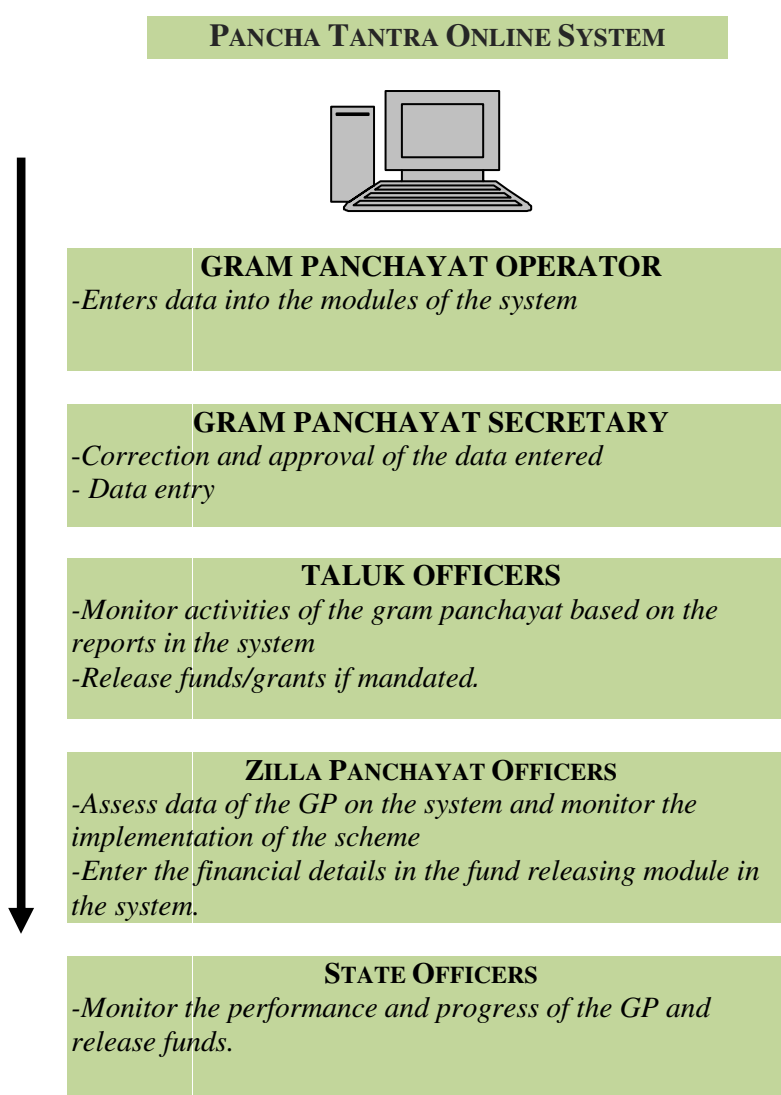 PANCHA TANTRA ONLINE SYSTEM
GRAM PANCHAYAT OPERATOR
-Enters data into the modules of the system
GRAM PANCHAYAT SECRETARY
-Correction and approval of the data entered
- Data entry
TALUK OFFICERS
-Monitor activities of the gram panchayat based on the
reports in the system
-Release funds/grants if mandated.
ZILLA PANCHAYAT OFFICERS
-Assess data of the GP on the system and monitor the
implementation of the scheme
-Enter the financial details in the fund releasing module in
the system.
STATE OFFICERS
-Monitor the performance and progress of the GP and
release funds.